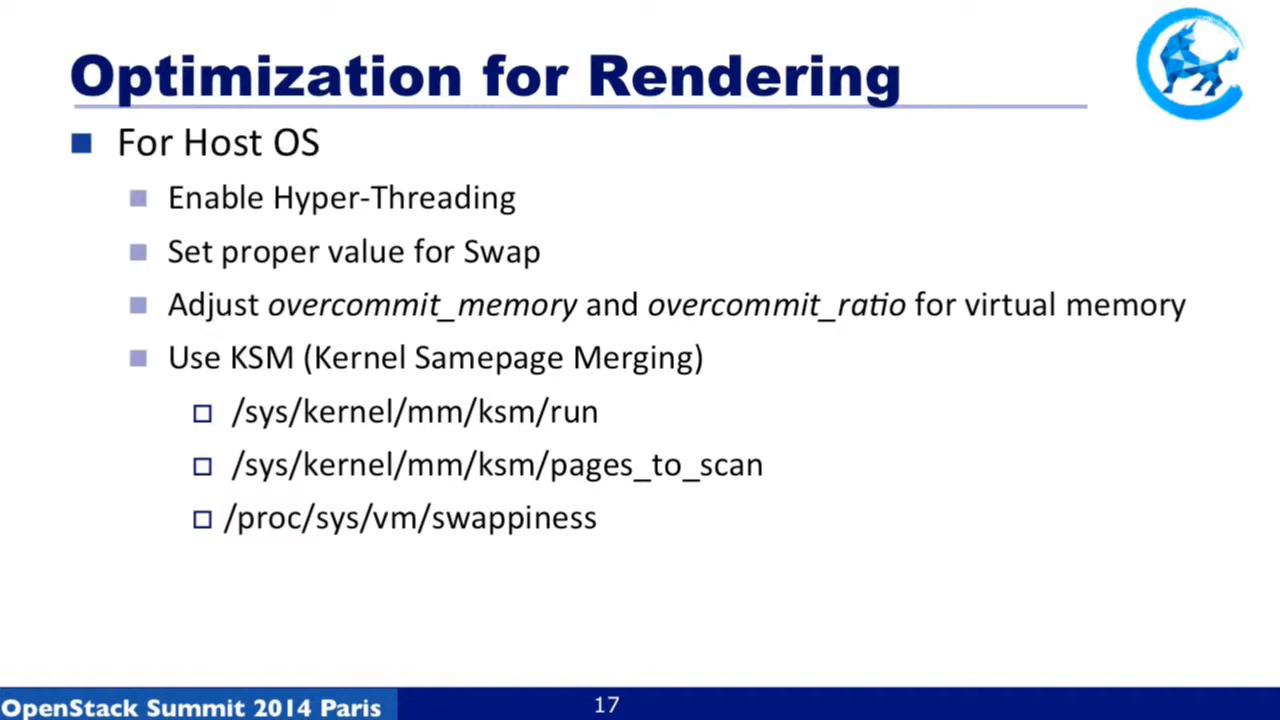 Optimization for Rendering
For Host OS
Enable Hyper-Threading
Set proper value for Swap
Adjust overcommit_memory and overcommit_ratio for virtual memory
Use KSM (Kernel Samepage Merging)
/sys/kernel/mm/ksm/run
/sys/kernel/mm/ksm/pages_to_scan
/proc/sys/vm/swappiness
OpenStack Summit 2014 Paris
17